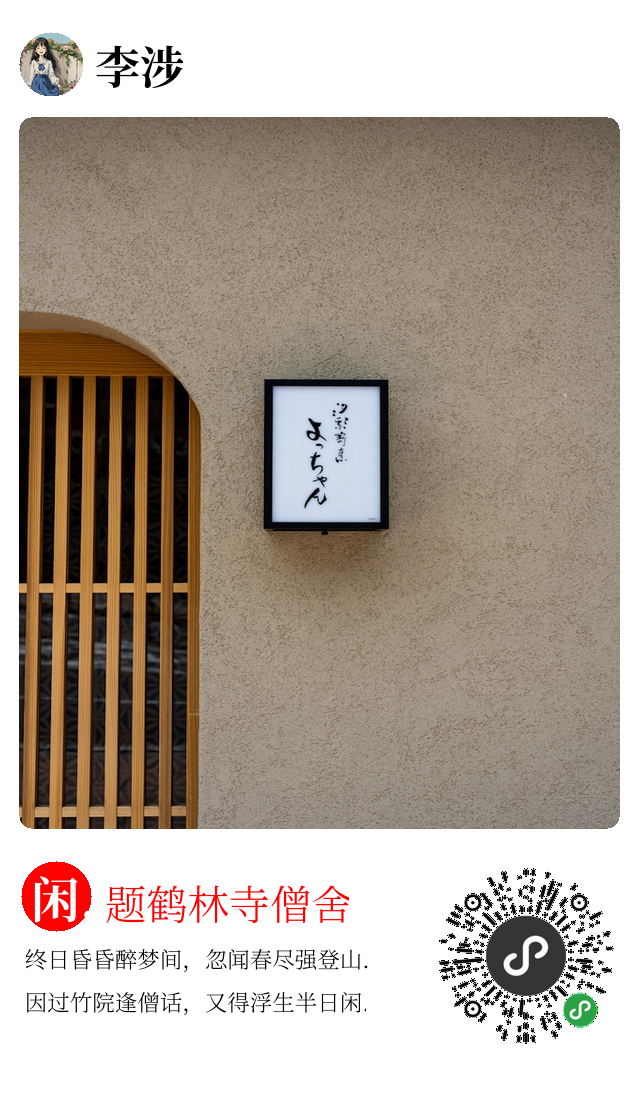 李涉
よっちゃん
闲
题鹤林寺僧舍
终日昏昏醉梦间，忽闻春尽强登山.
因过竹院逢僧话，又得浮生半日闲.